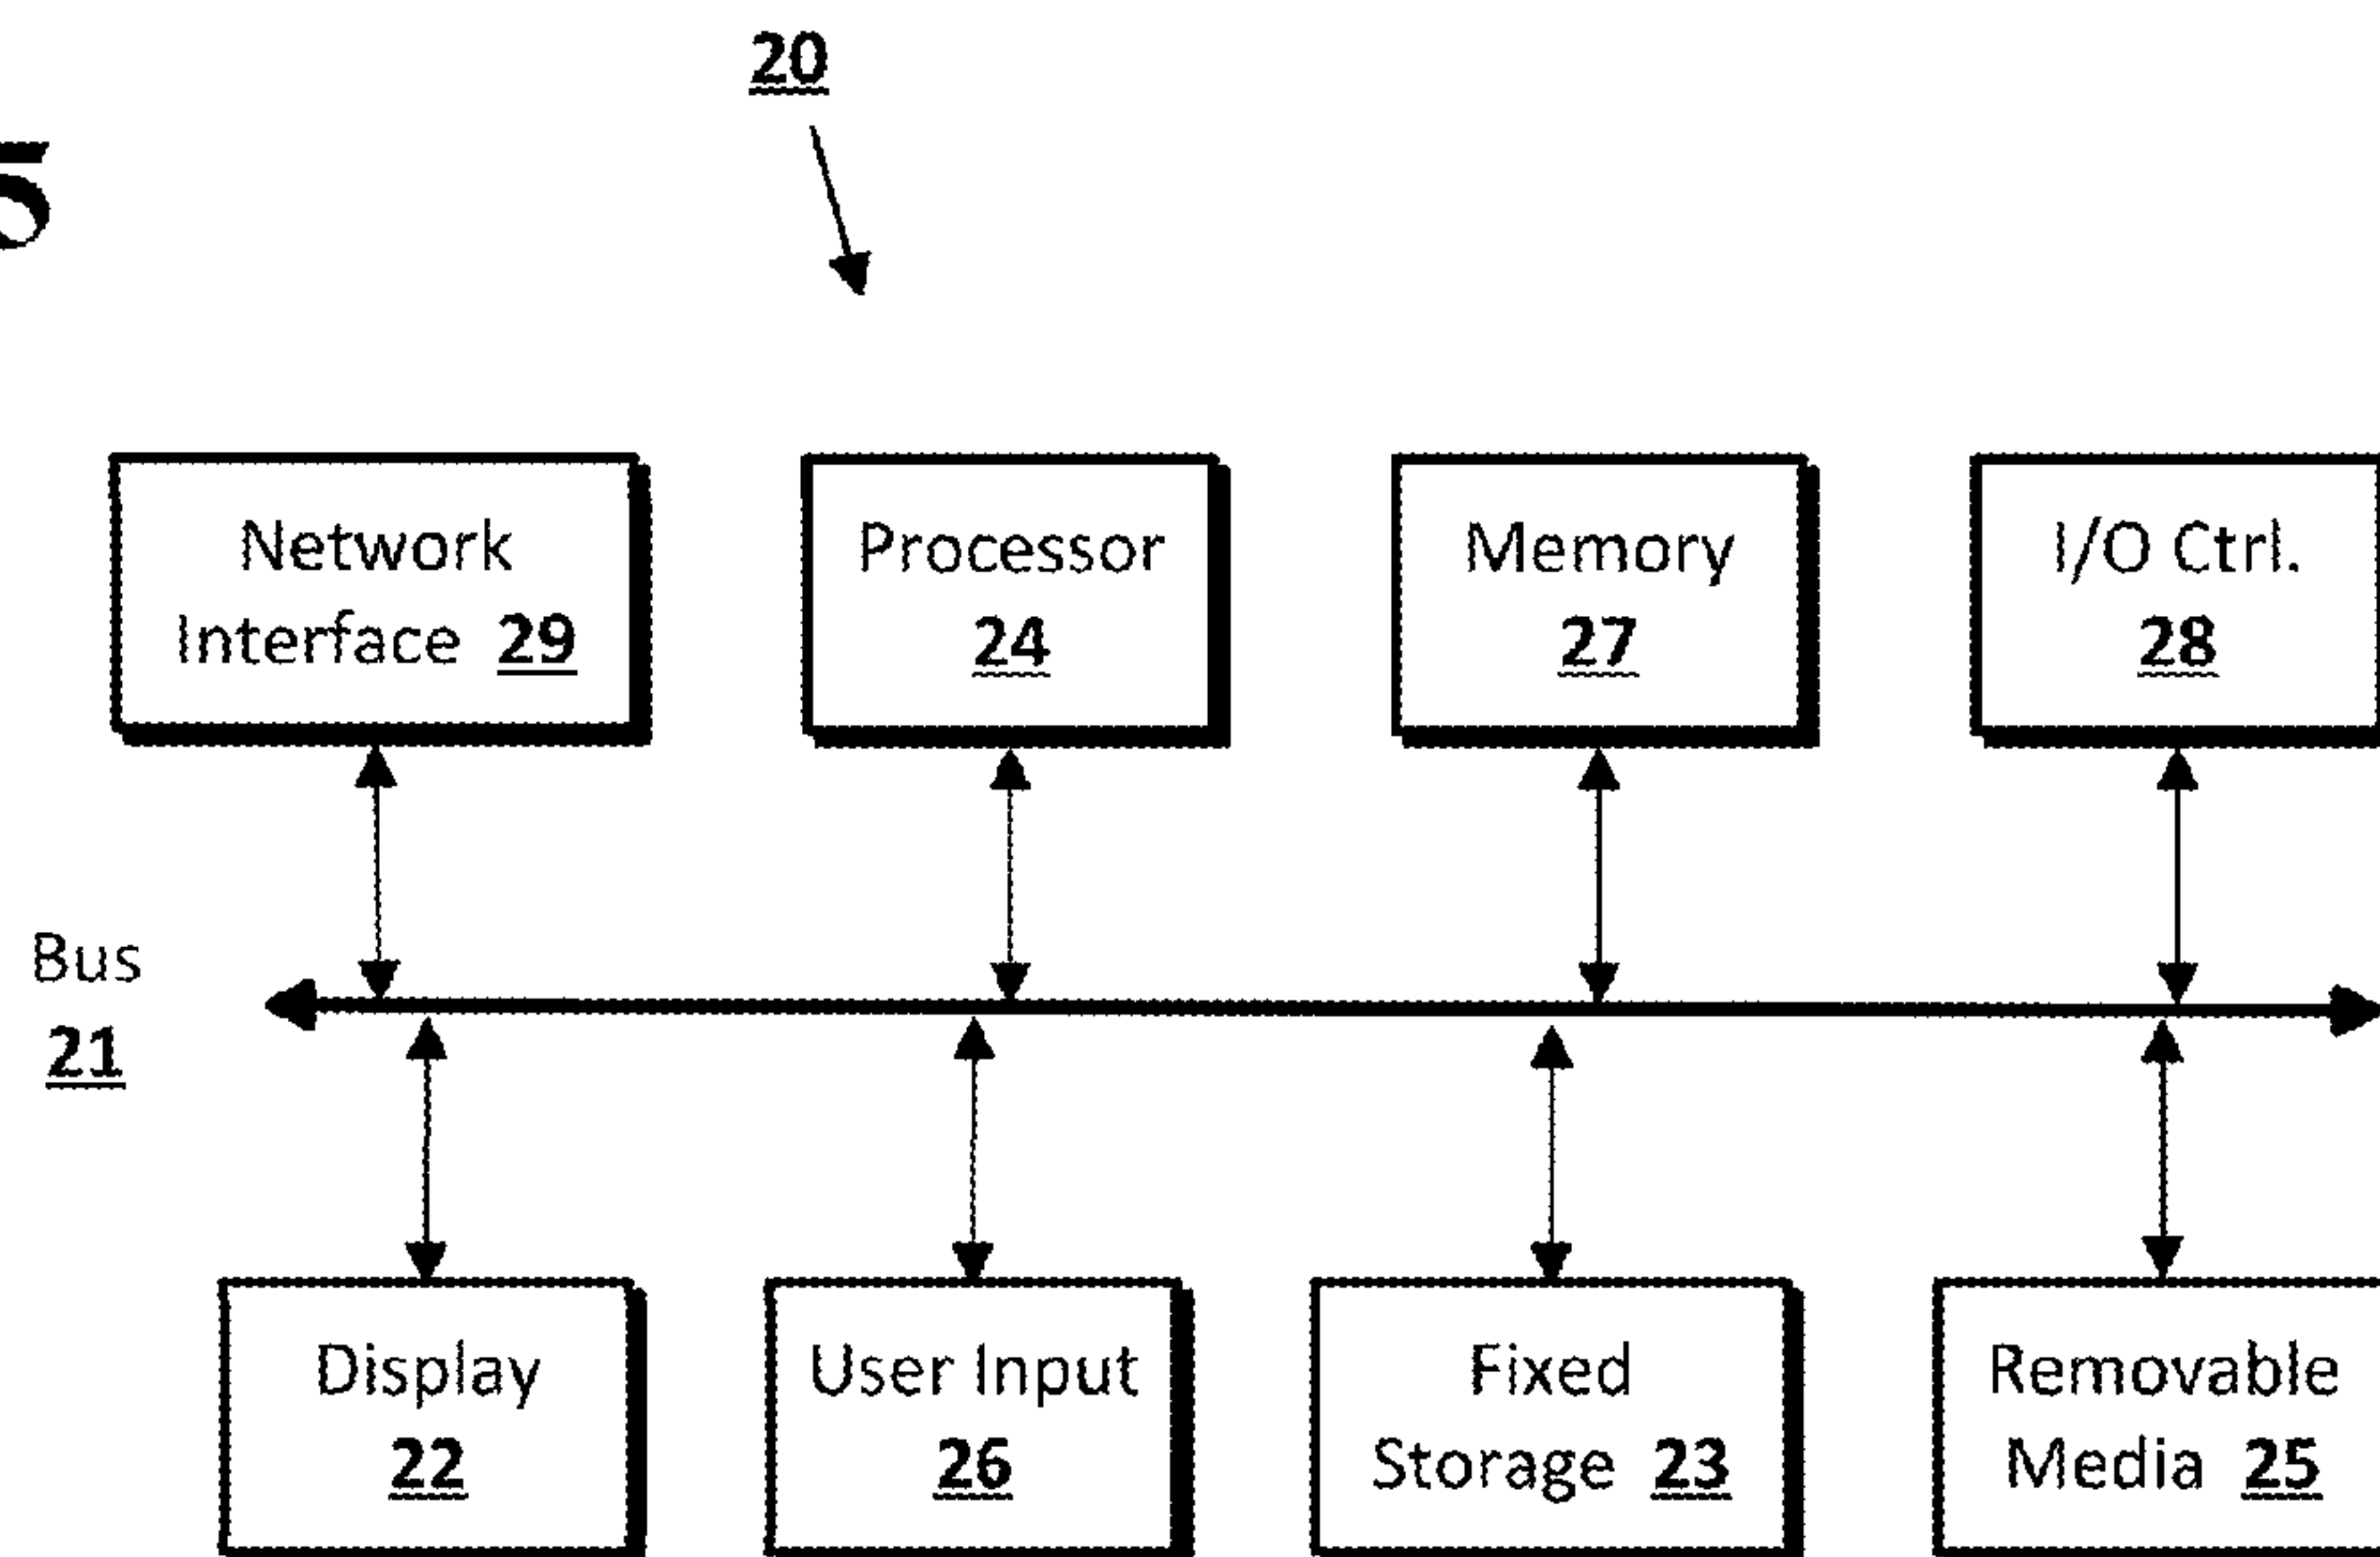 20
5
Network
Interface 29
Processor
24
Memory
27
I/O Ctrl.
28
Bus
21
Display
22
User Input
26
Fixed
Storage 23
Removable
Media 25